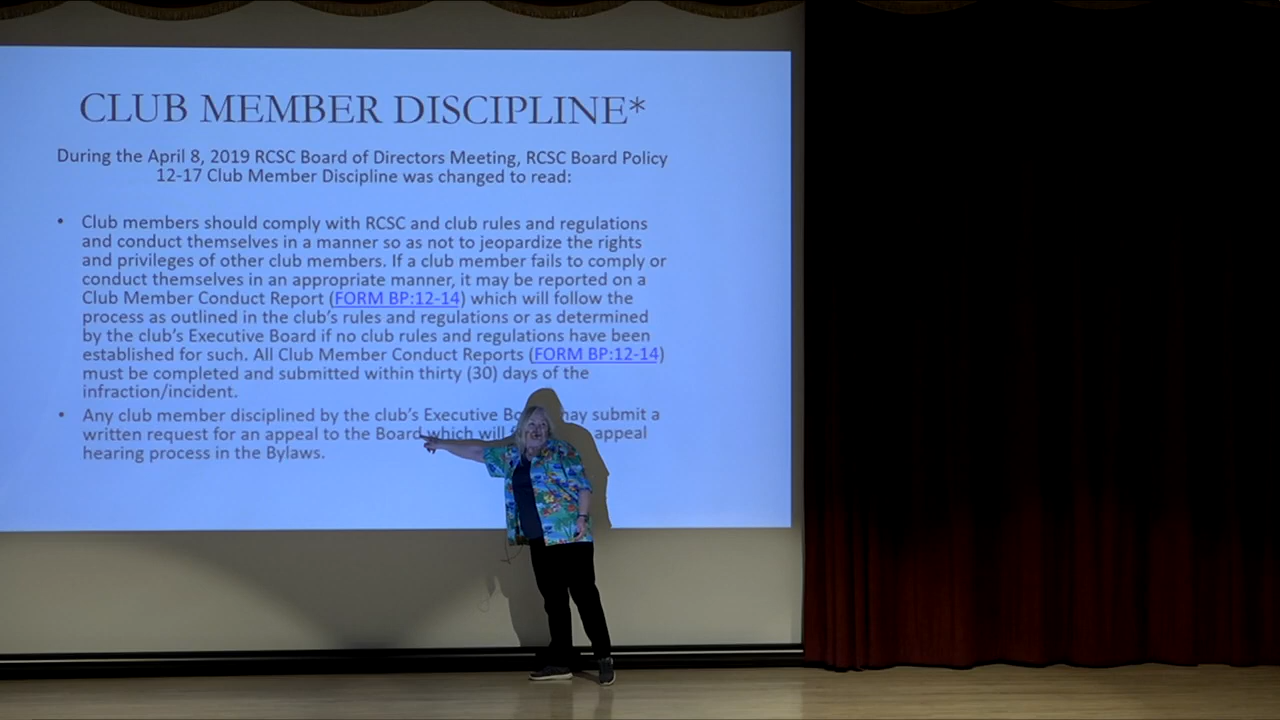 CLUB MEMBER DISCIPLINE*
During the April 8, 2019 RCSC Board of Directors Meeting, RCSC Board Policy
12-17 Club Member Discipline was changed to read:
• Club members should comply with RCSC and club rules and regulations
and conduct themselves in a manner so as not to jeopardize the rights
and privileges of other club members. If a club member fails to comply or
conduct themselves in an appropriate manner, it may be reported on a
Club Member Conduct Report (FORM BP:12-14) which will follow the
process as outlined in the club's rules and regulations or as determined
by the club's Executive Board if no club rules and regulations have been
established for such. All Club Member Conduct Reports (FORM BP:12-14)
must be completed and submitted within thirty (30) days of the
infraction/incident.
• Any club member disciplined by the club's Executive may submit a
written request for an appeal to the Board which will appeal
hearing process in the Bylaws.